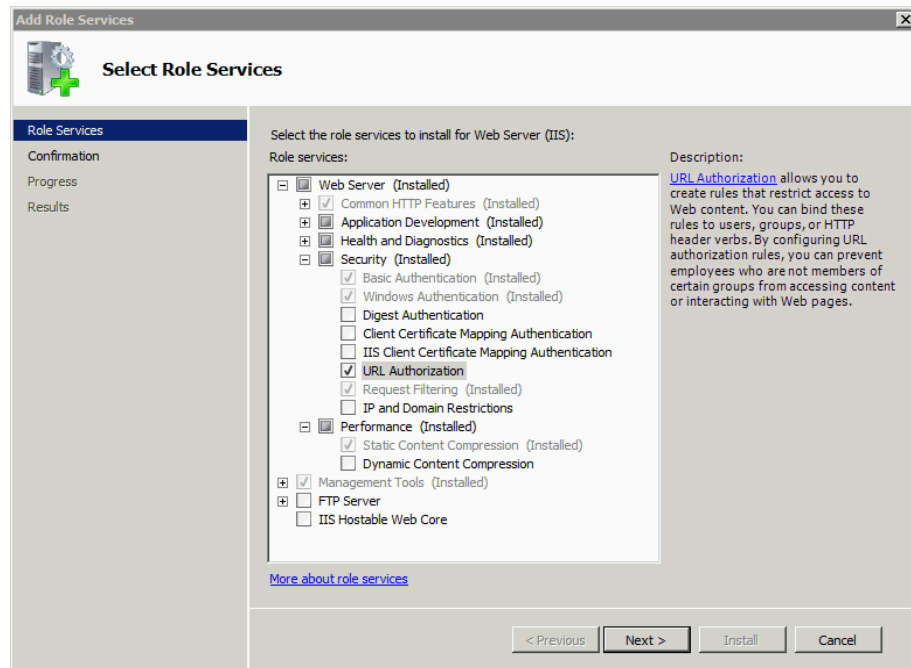 Add Role Services
Select Role Services
Role Services
Confirmation
Progress
Results
Select the role services to install for Web Server (IIS):
Role services:
Web Server (Installed)
Common HTTP Features (Installed)
Application Development (Installed)
Health and Diagnostics (Installed)
Security (Installed)
Basic Authentication (Installed)
Windows Authentication (Installed)
Digest Authentication
Client Certificate Mapping Authentication
IIS Client Certificate Mapping Authentication
URL Authorization
Request Filtering (Installed)
IP and Domain Restrictions
Performance (Installed)
Static Content Compression (Installed)
Dynamic Content Compression
Management Tools (Installed)
FTP Server
IIS Hostable Web Core
More about role services
Description:
URL Authorization allows you to
create rules that restrict access to
Web content. You can bind these
rules to users, groups, or HTTP
header verbs. By configuring URL
authorization rules, you can prevent
employees who are not members of
certain groups from accessing content
or interacting with Web pages.
< Previous
Next >
Install
Cancel